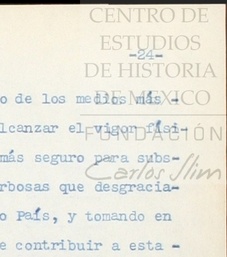 CENTRO DE
ESTUDIOS
-24-
DE HISTORIA
DE MEXICO
o de los medios más -
lcanzar el vigor físi-
FUNDACIÓN
más seguro para subs-
Carlos Slim
rbosas que desgracia-
o País, y tomando en
e contribuir a esta -